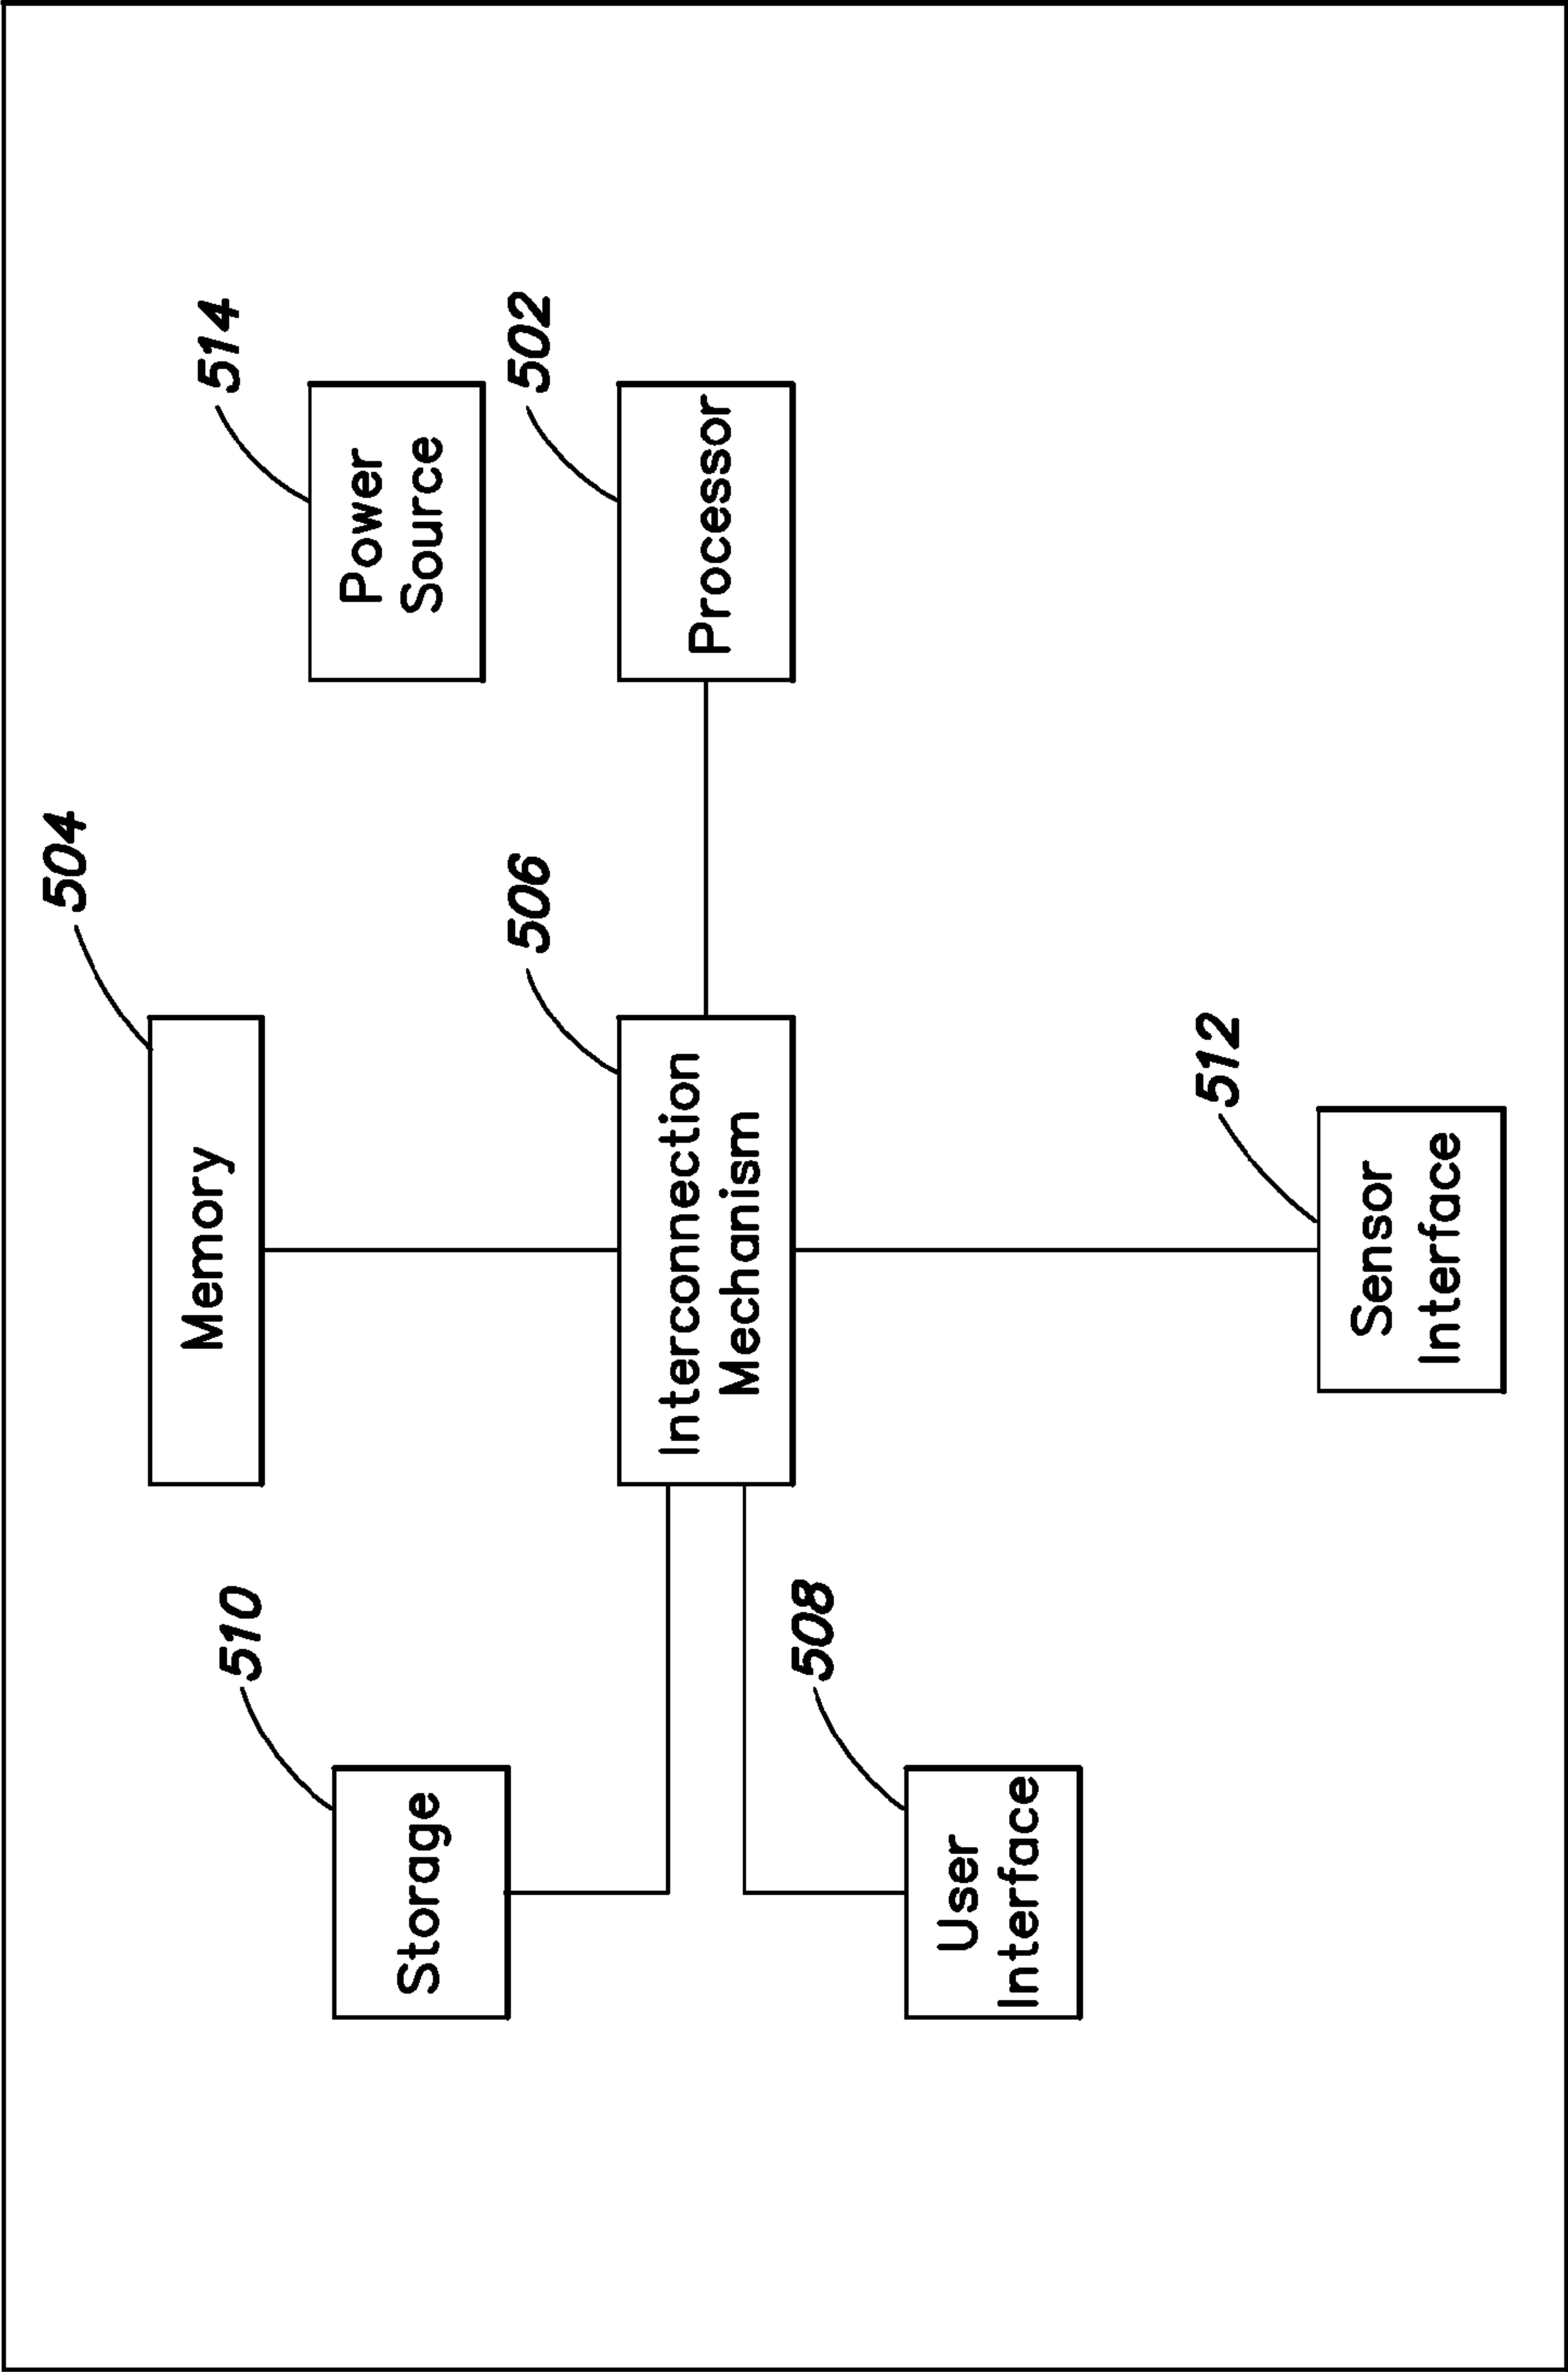 504
Memory
514
Power
Source
510
Storage
506
Interconnection
Mechanism
502
Processor
508
User
Interface
512
Sensor
Interface